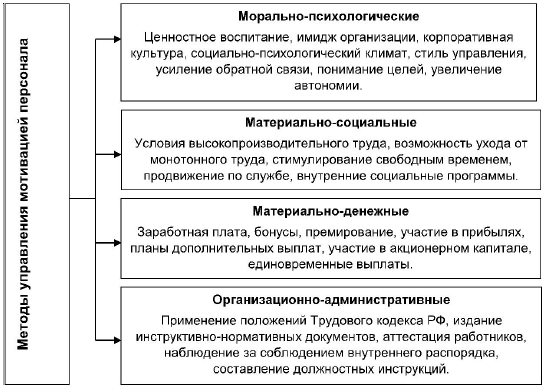 Методы управления мотивацией персонала
Морально-психологические
Ценностное воспитание, имидж организации, корпоративная
культура, социально-психологический климат, стиль управления,
усиление обратной связи, понимание целей, увеличение
автономии.
Материально-социальные
Условия высокопроизводительного труда, возможность ухода от
монотонного труда, стимулирование свободным временем,
продвижение по службе, внутренние социальные программы.
Материально-денежные
Заработная плата, бонусы, премирование, участие в прибылях,
планы дополнительных выплат, участие в акционерном капитале,
единовременные выплаты.
Организационно-административные
Применение положений Трудового кодекса РФ, издание
инструктивно-нормативных документов, аттестация работников,
наблюдение за соблюдением внутреннего распорядка,
составление должностных инструкций.